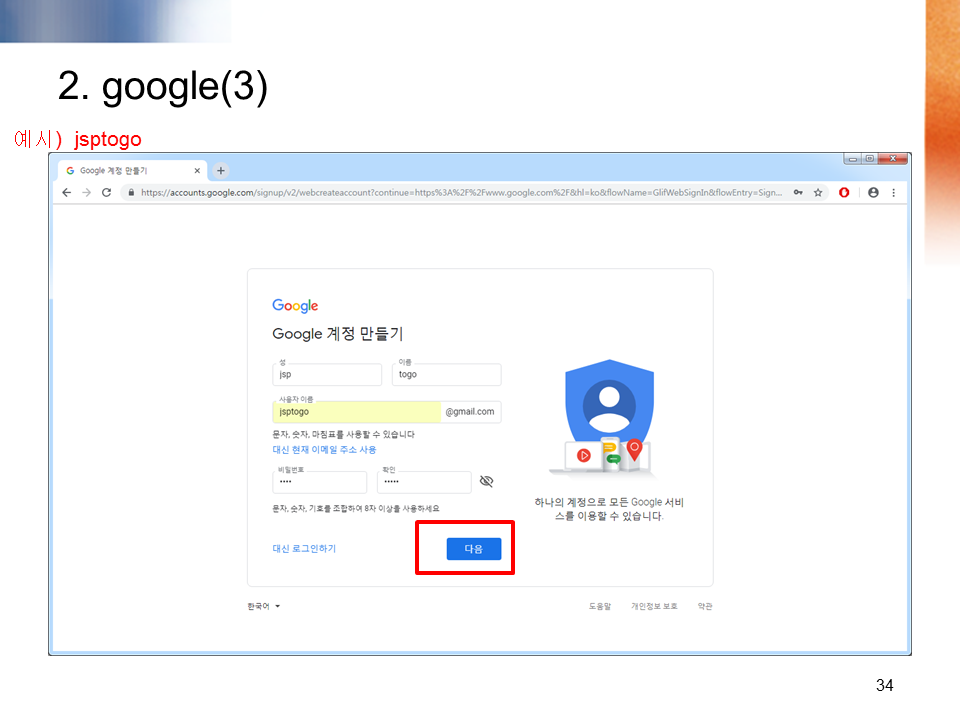 2. google(3)
예시) jsptogo
Google 계정 만들기
https://accounts.google.com/signup/v2/webcreateaccount?continue=https%3A%2F%2Fwww.google.com%2F&hl=ko&flowName=GlifWebSignIn&flowEntry=Sign...
Google
Google 계정 만들기
성 이름
jsp togo
사용자 이름
jsptogo @gmail.com
문자, 숫자, 마침표를 사용할 수 있습니다
대신 현재 이메일 주소 사용
비밀번호 확인
•••• •••••
문자, 숫자, 기호를 조합하여 8자 이상을 사용하세요
하나의 계정으로 모든 Google 서비
스를 이용할 수 있습니다.
대신 로그인하기 다음
한국어 도움말 개인정보 보호 약관
34